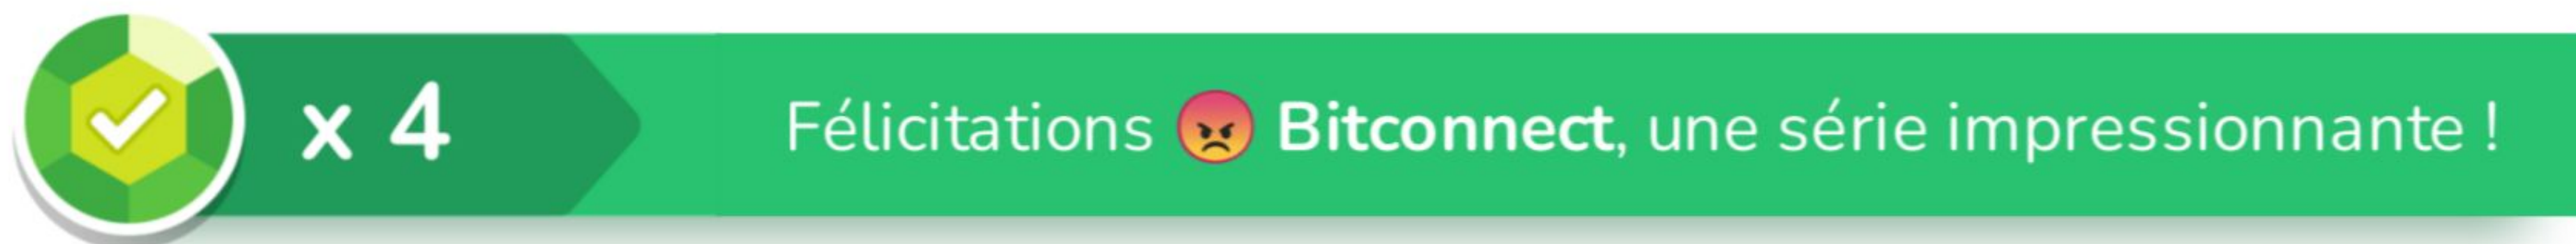 x 4 Félicitations 😡 Bitconnect, une série impressionnante !